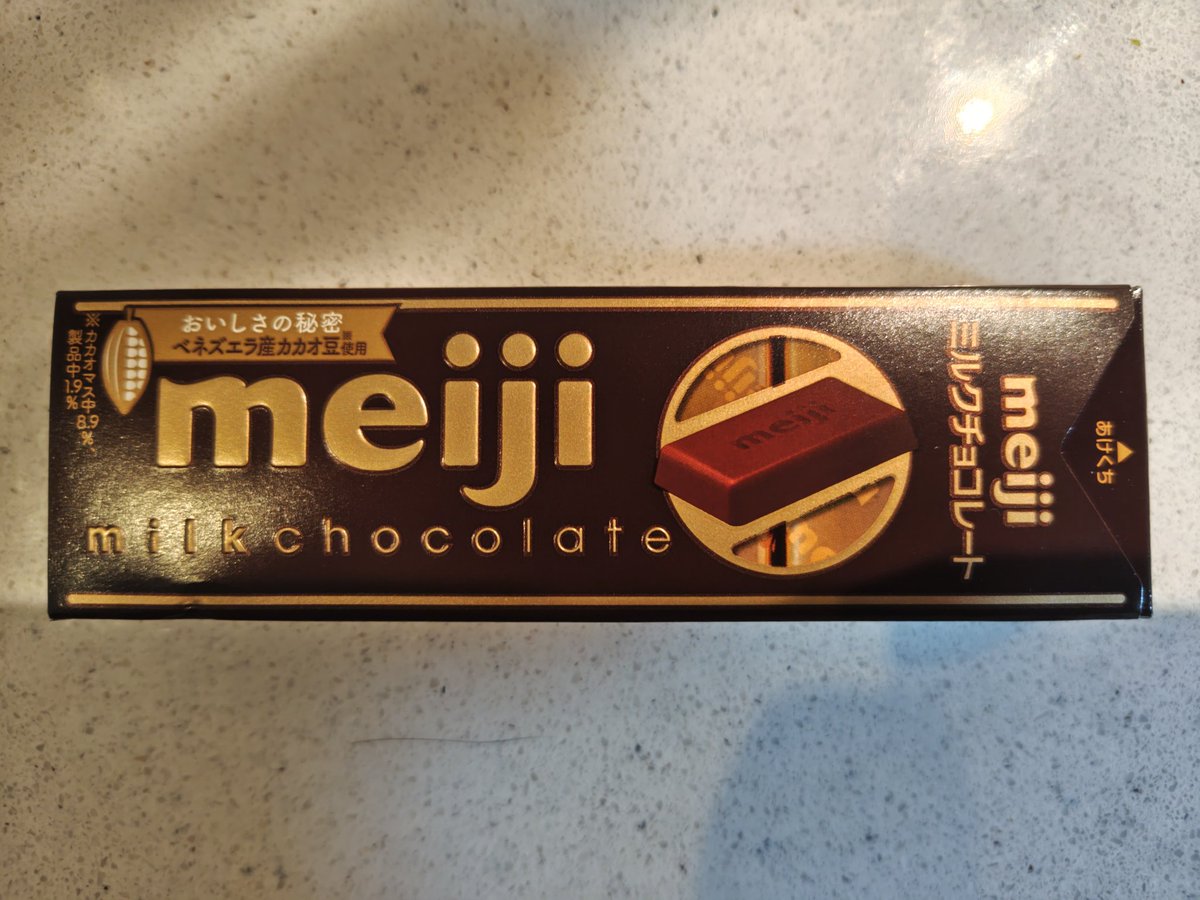 おいしさの秘密
ベネズエラ産カカオ豆※使用
※カカオマス中8.9%
製品中1.9%
meiji
milk chocolate
meiji
meiji
ミルクチョコレート
あけくち